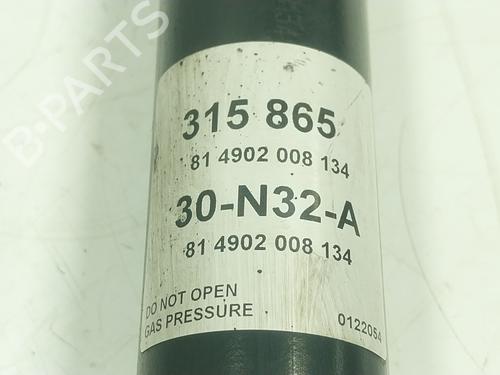 B-PARTS
315 865
81 4902 008 134
30-N32-A
81 4902 008 134
DO NOT OPEN
GAS PRESSURE
0122054